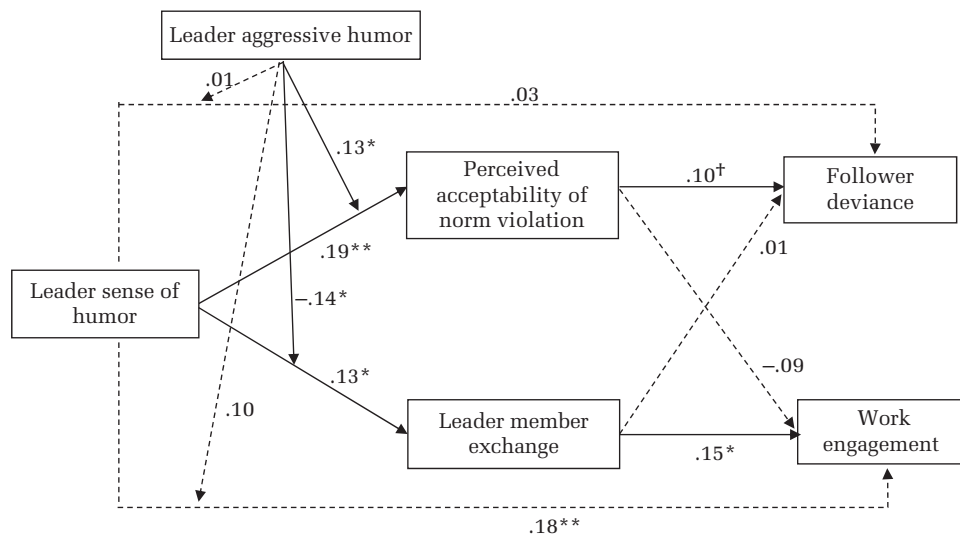 Leader aggressive humor
.01
.03
.13*
Perceived
acceptability of
norm violation
.10†
Follower
deviance
.19**
.01
Leader sense of
humor
–.14*
.13*
–.09
.10
Leader member
exchange
.15*
Work
engagement
.18**